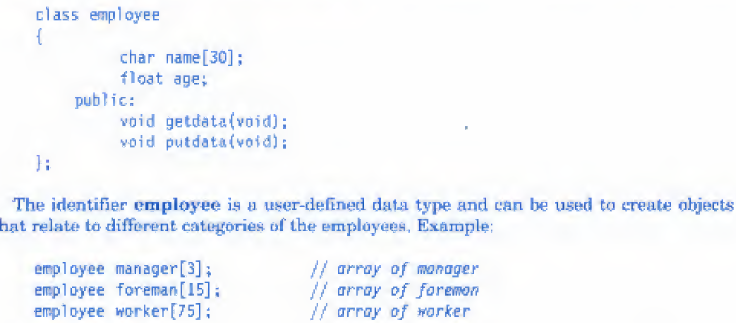 class employee
{
char name[30];
float age;
public:
void getdata(void);
void putdata(void);
};
The identifier employee is a user-defined data type and can be used to create objects
hat relate to different categories of the employees. Example:
employee manager[3]; // array of manager
employee foreman[15]; // array of foreman
employee worker[75]; // array of worker